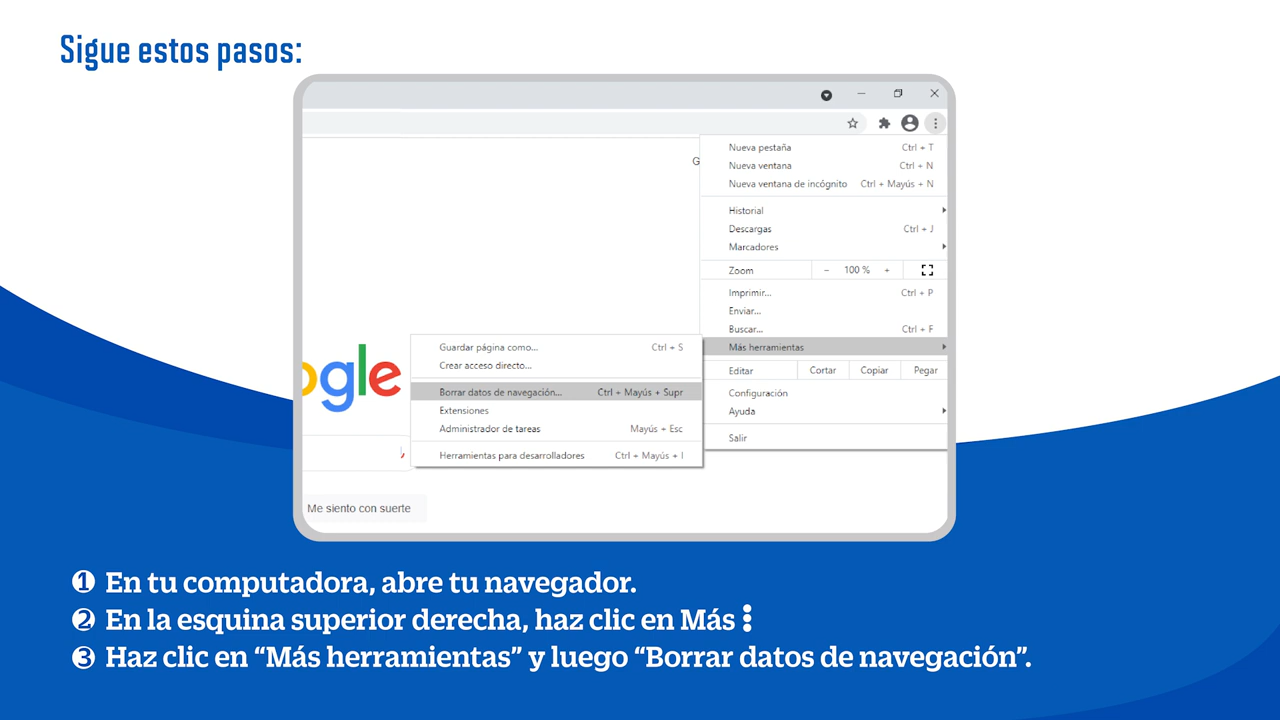 Sigue estos pasos:
G
Nueva pestaña Ctrl + T
Nueva ventana Ctrl + N
Nueva ventana de incógnito Ctrl + Mayús + N
Historial
Descargas Ctrl + J
Marcadores
Zoom - 100 % +
Imprimir... Ctrl + P
Enviar...
Buscar... Ctrl + F
Más herramientas
Editar Cortar Copiar Pegar
Configuración
Ayuda
Salir
Guardar página como... Ctrl + S
Crear acceso directo...
Borrar datos de navegación... Ctrl + Mayús + Supr
Extensiones
Administrador de tareas Mayús + Esc
Herramientas para desarrolladores Ctrl + Mayús + I
ogle
Me siento con suerte
1 En tu computadora, abre tu navegador.
2 En la esquina superior derecha, haz clic en Más
3 Haz clic en “Más herramientas” y luego “Borrar datos de navegación”.